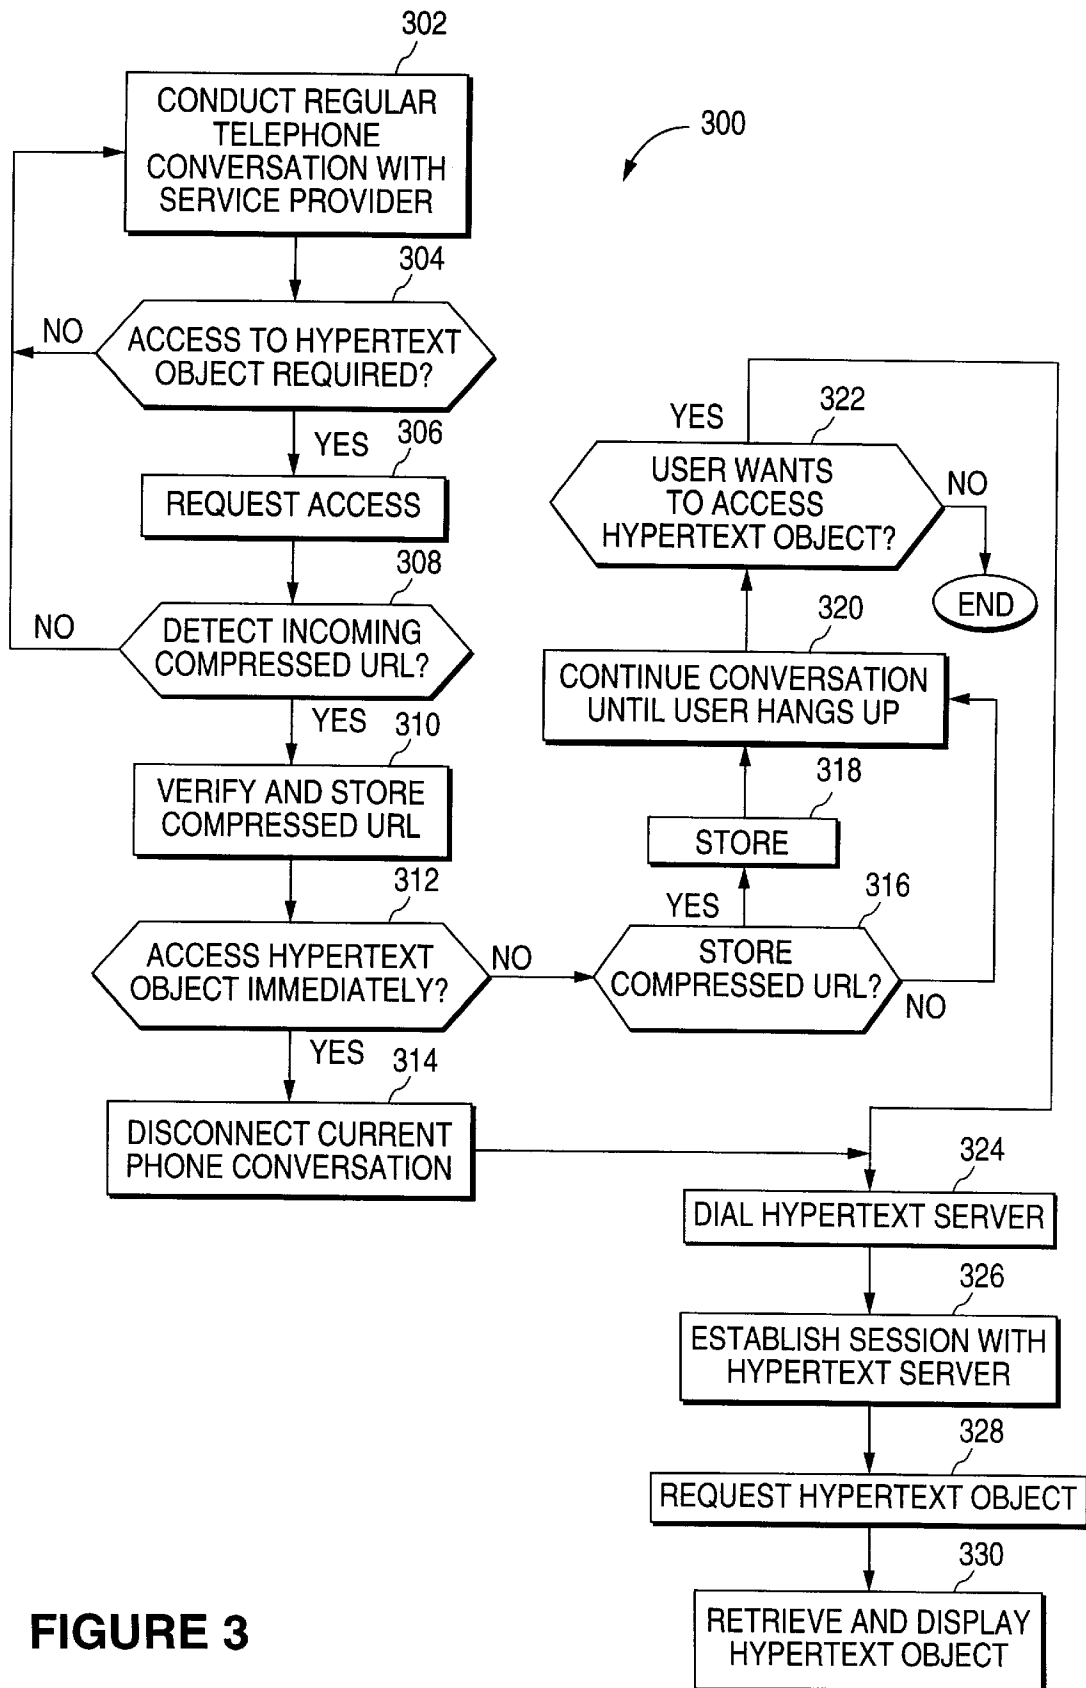 302
CONDUCT REGULAR
TELEPHONE
CONVERSATION WITH
SERVICE PROVIDER
300
304
ACCESS TO HYPERTEXT
OBJECT REQUIRED?
NO
YES
306
REQUEST ACCESS
308
DETECT INCOMING
COMPRESSED URL?
NO
YES
310
VERIFY AND STORE
COMPRESSED URL
312
ACCESS HYPERTEXT
OBJECT IMMEDIATELY?
NO
YES
314
DISCONNECT CURRENT
PHONE CONVERSATION
316
STORE
COMPRESSED URL?
YES
NO
318
STORE
320
CONTINUE CONVERSATION
UNTIL USER HANGS UP
322
USER WANTS
TO ACCESS
HYPERTEXT OBJECT?
YES
NO
END
324
DIAL HYPERTEXT SERVER
326
ESTABLISH SESSION WITH
HYPERTEXT SERVER
328
REQUEST HYPERTEXT OBJECT
330
RETRIEVE AND DISPLAY
HYPERTEXT OBJECT
FIGURE 3